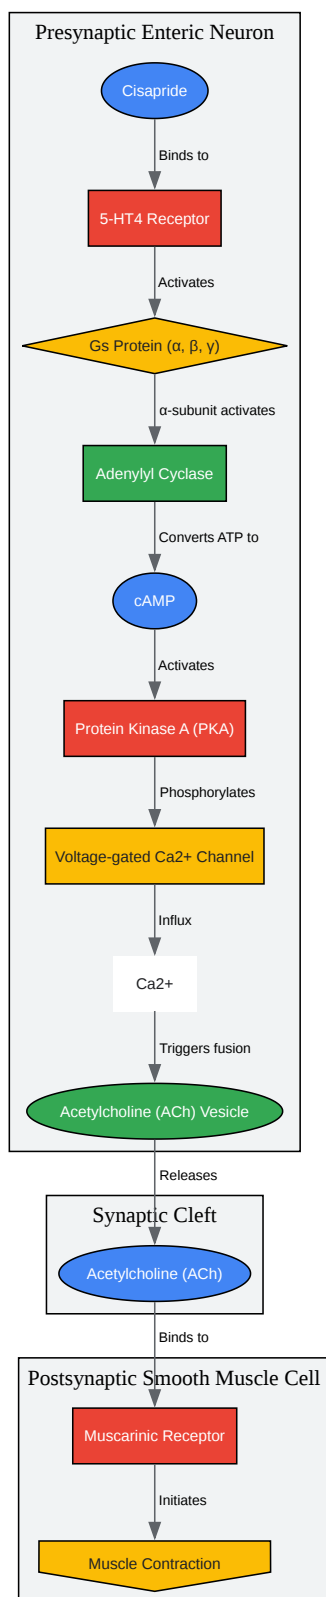 Presynaptic Enteric Neuron
Cisapride
Binds to
5-HT4 Receptor
Activates
Gs Protein (α, β, γ)
α-subunit activates
Adenylyl Cyclase
Converts ATP to
cAMP
Activates
Protein Kinase A (PKA)
Phosphorylates
Voltage-gated Ca2+ Channel
Influx
Ca2+
Triggers fusion
Acetylcholine (ACh) Vesicle
Releases
Synaptic Cleft
Acetylcholine (ACh)
Binds to
Postsynaptic Smooth Muscle Cell
Muscarinic Receptor
Initiates
Muscle Contraction